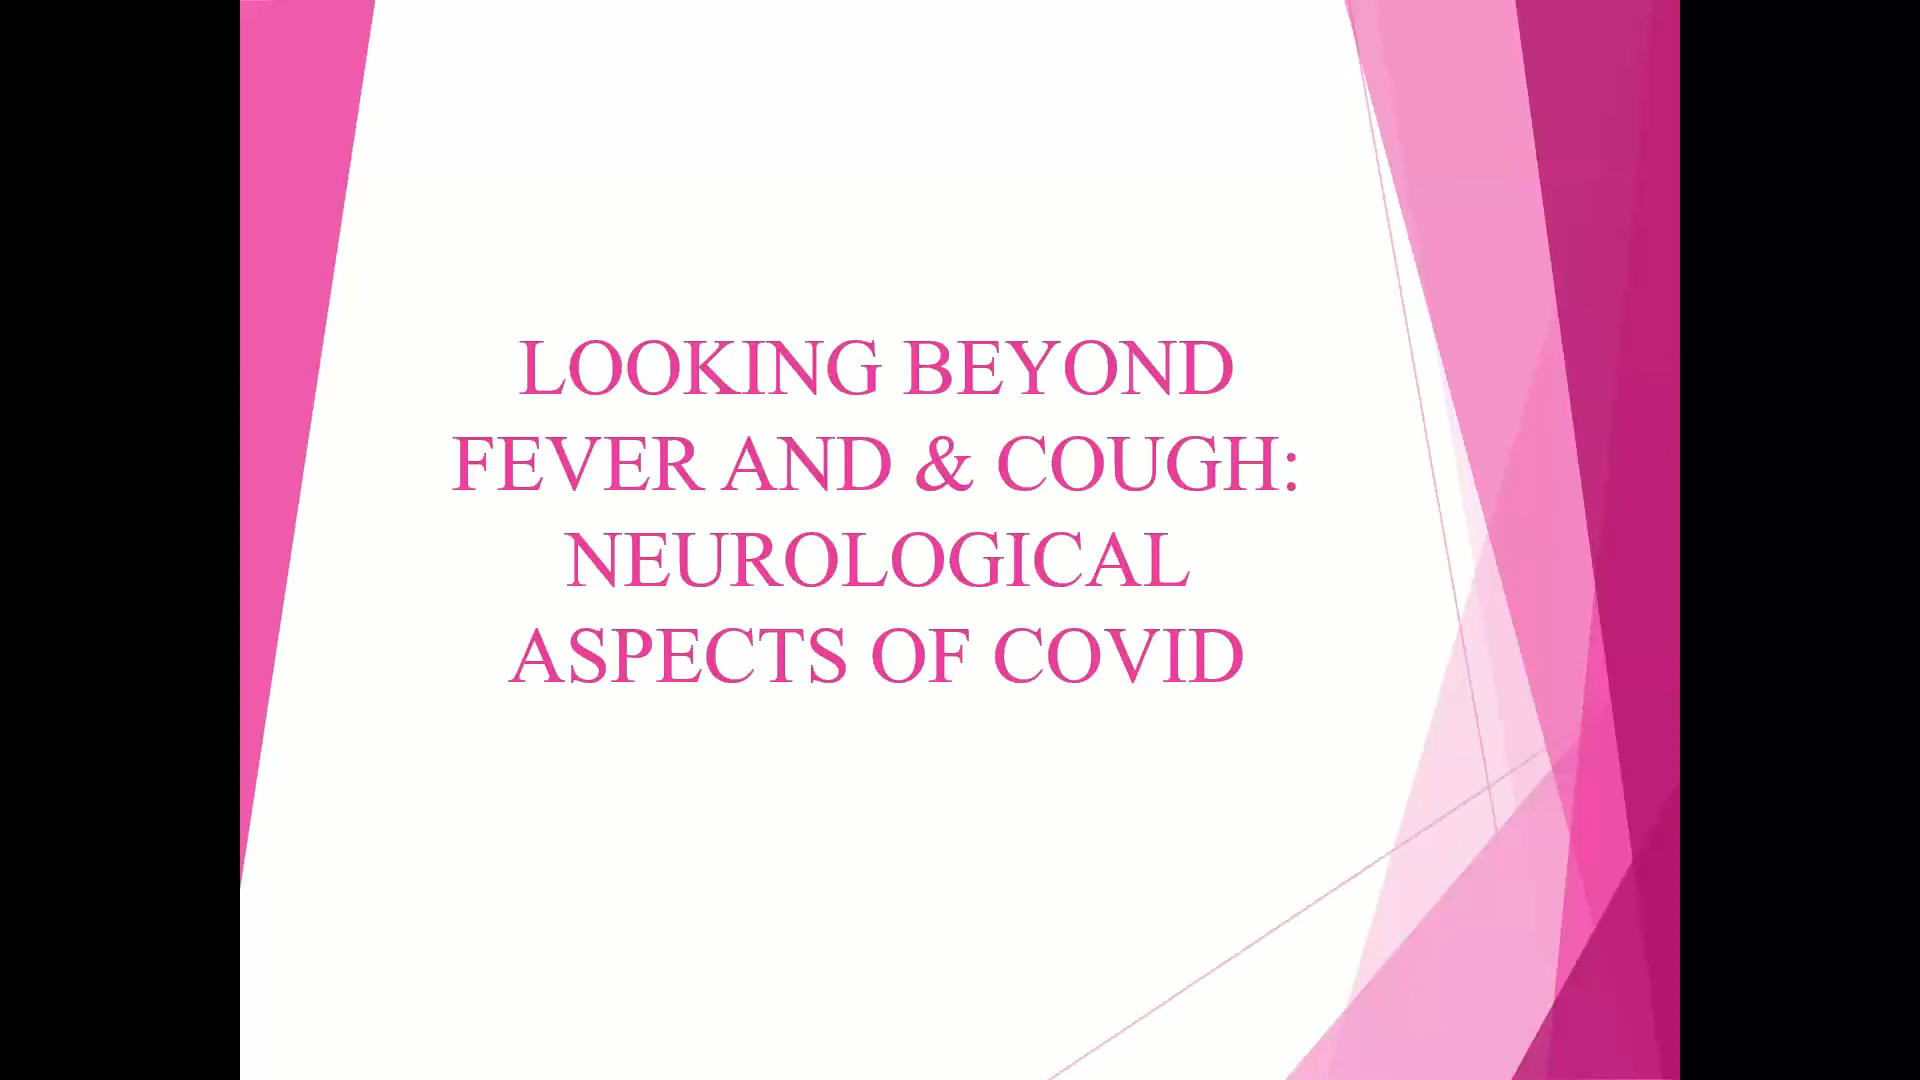 LOOKING BEYOND
FEVER AND & COUGH:
NEUROLOGICAL
ASPECTS OF COVID